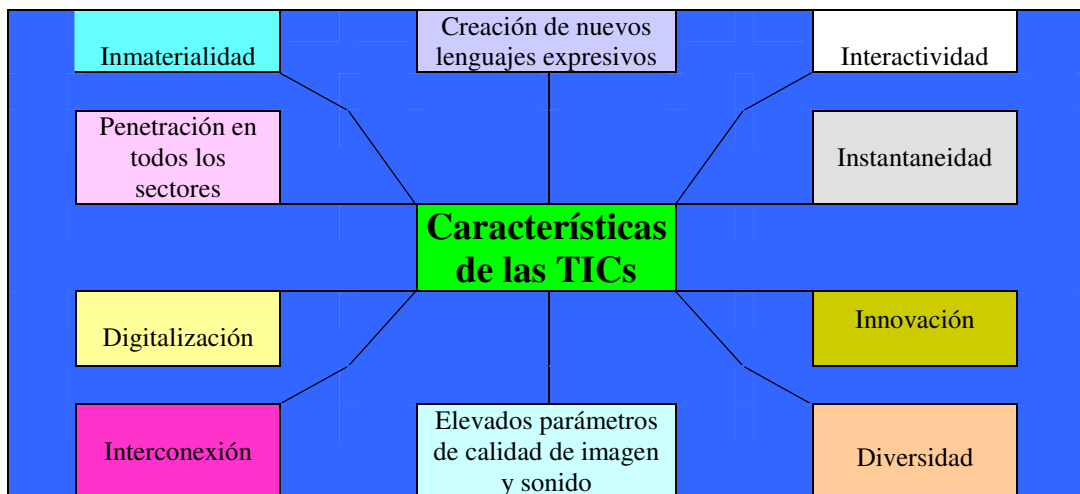 Inmaterialidad
Creación de nuevos
lenguajes expresivos
Interactividad
Penetración en
todos los
sectores
Instantaneidad
Características
de las TICs
Digitalización
Innovación
Interconexión
Elevados parámetros
de calidad de imagen
y sonido
Diversidad